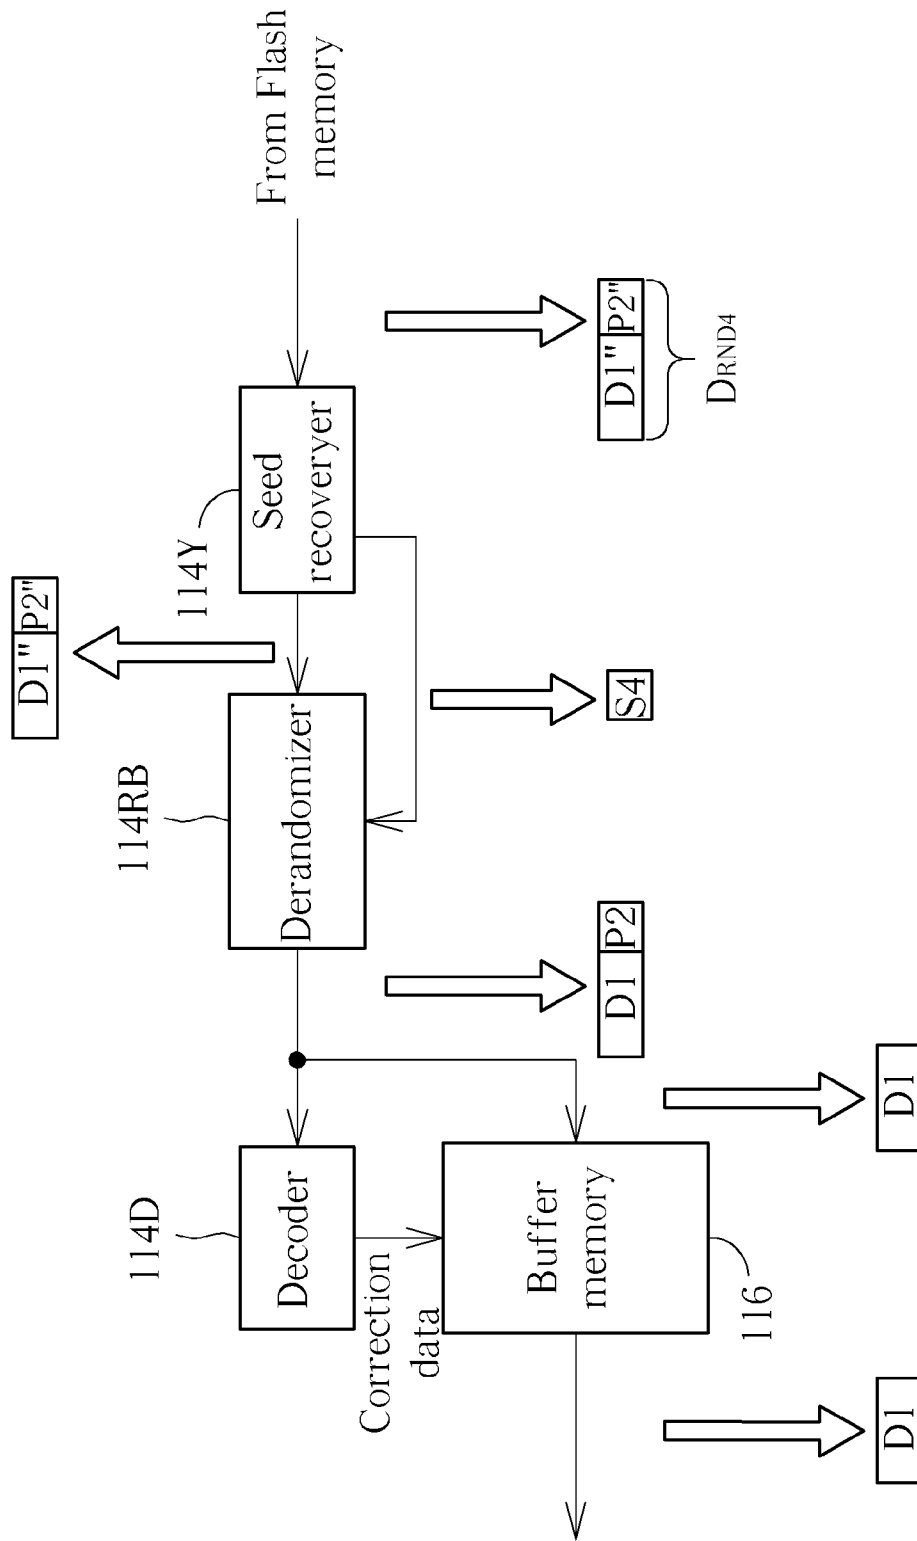 From Flash
memory
D1" P2"
DRND4
Seed
recoveryer
114Y
D1" P2"
S4
Derandomizer
114RB
D1 P2
Decoder
114D
Correction
data
Buffer
memory
116
D1
D1